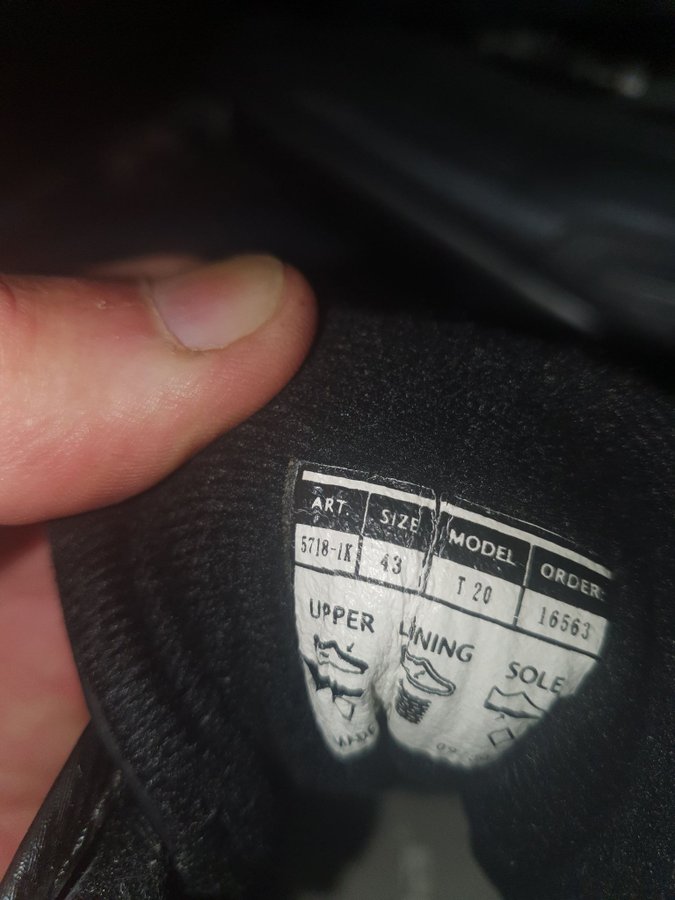 ART SIZE MODEL ORDER:
5718-1K 43 T 20 16563
UPPER LINING SOLE